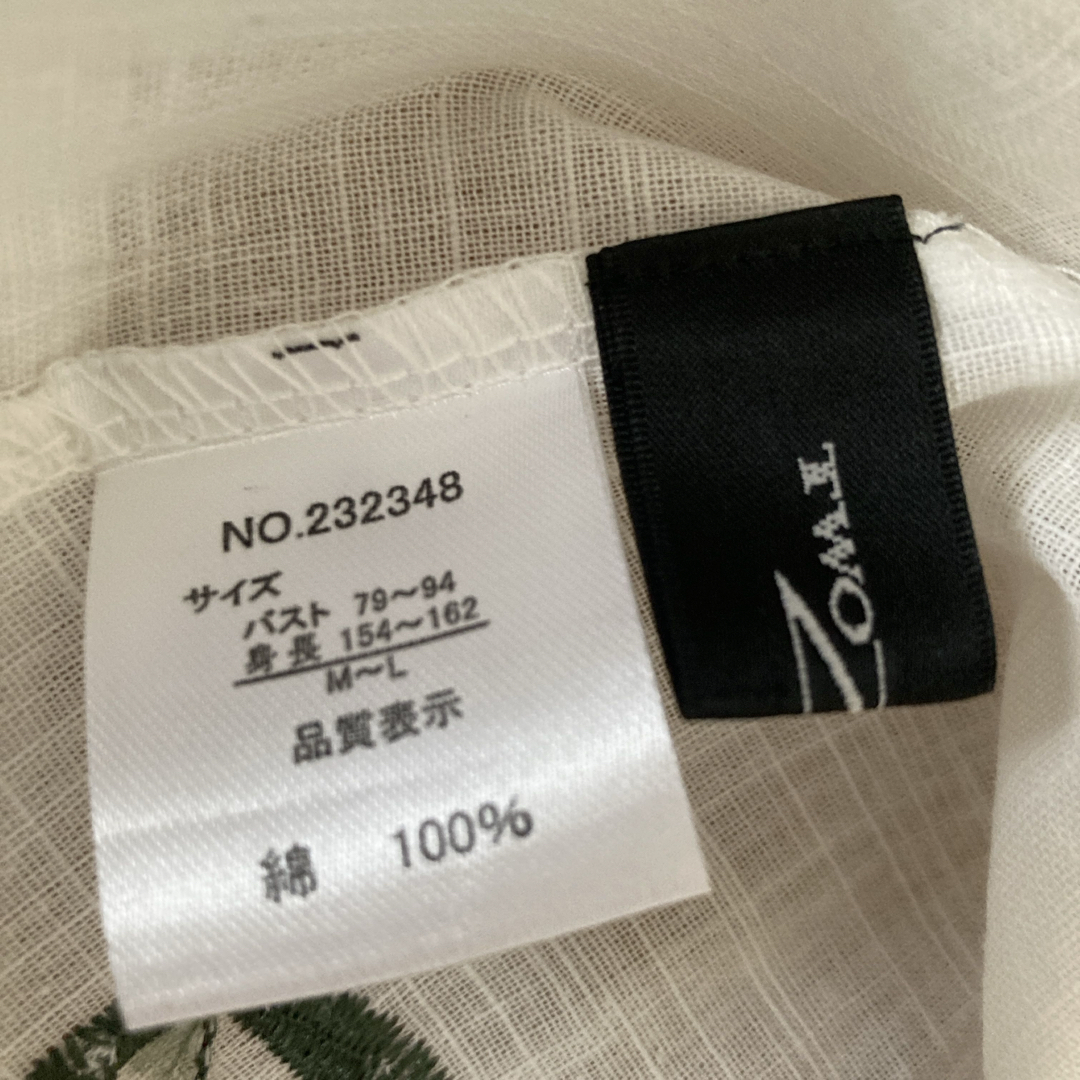 NO.232348
サイズ
バスト 79～94
身長 154～162
M～L
品質表示
綿 100%
ZOWE